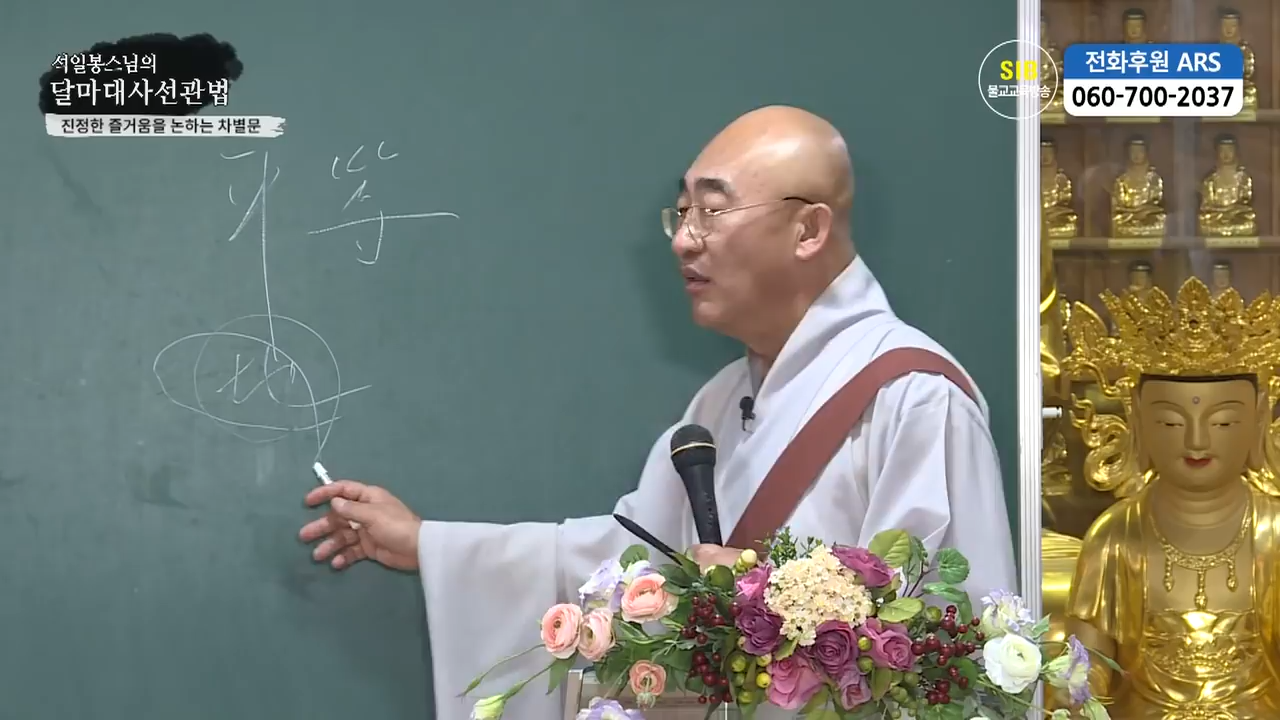 석일봉스님의
달마대사선관법
진정한 즐거움을 논하는 차별문
SIB
불교교육방송
전화후원 ARS
060-700-2037
平等